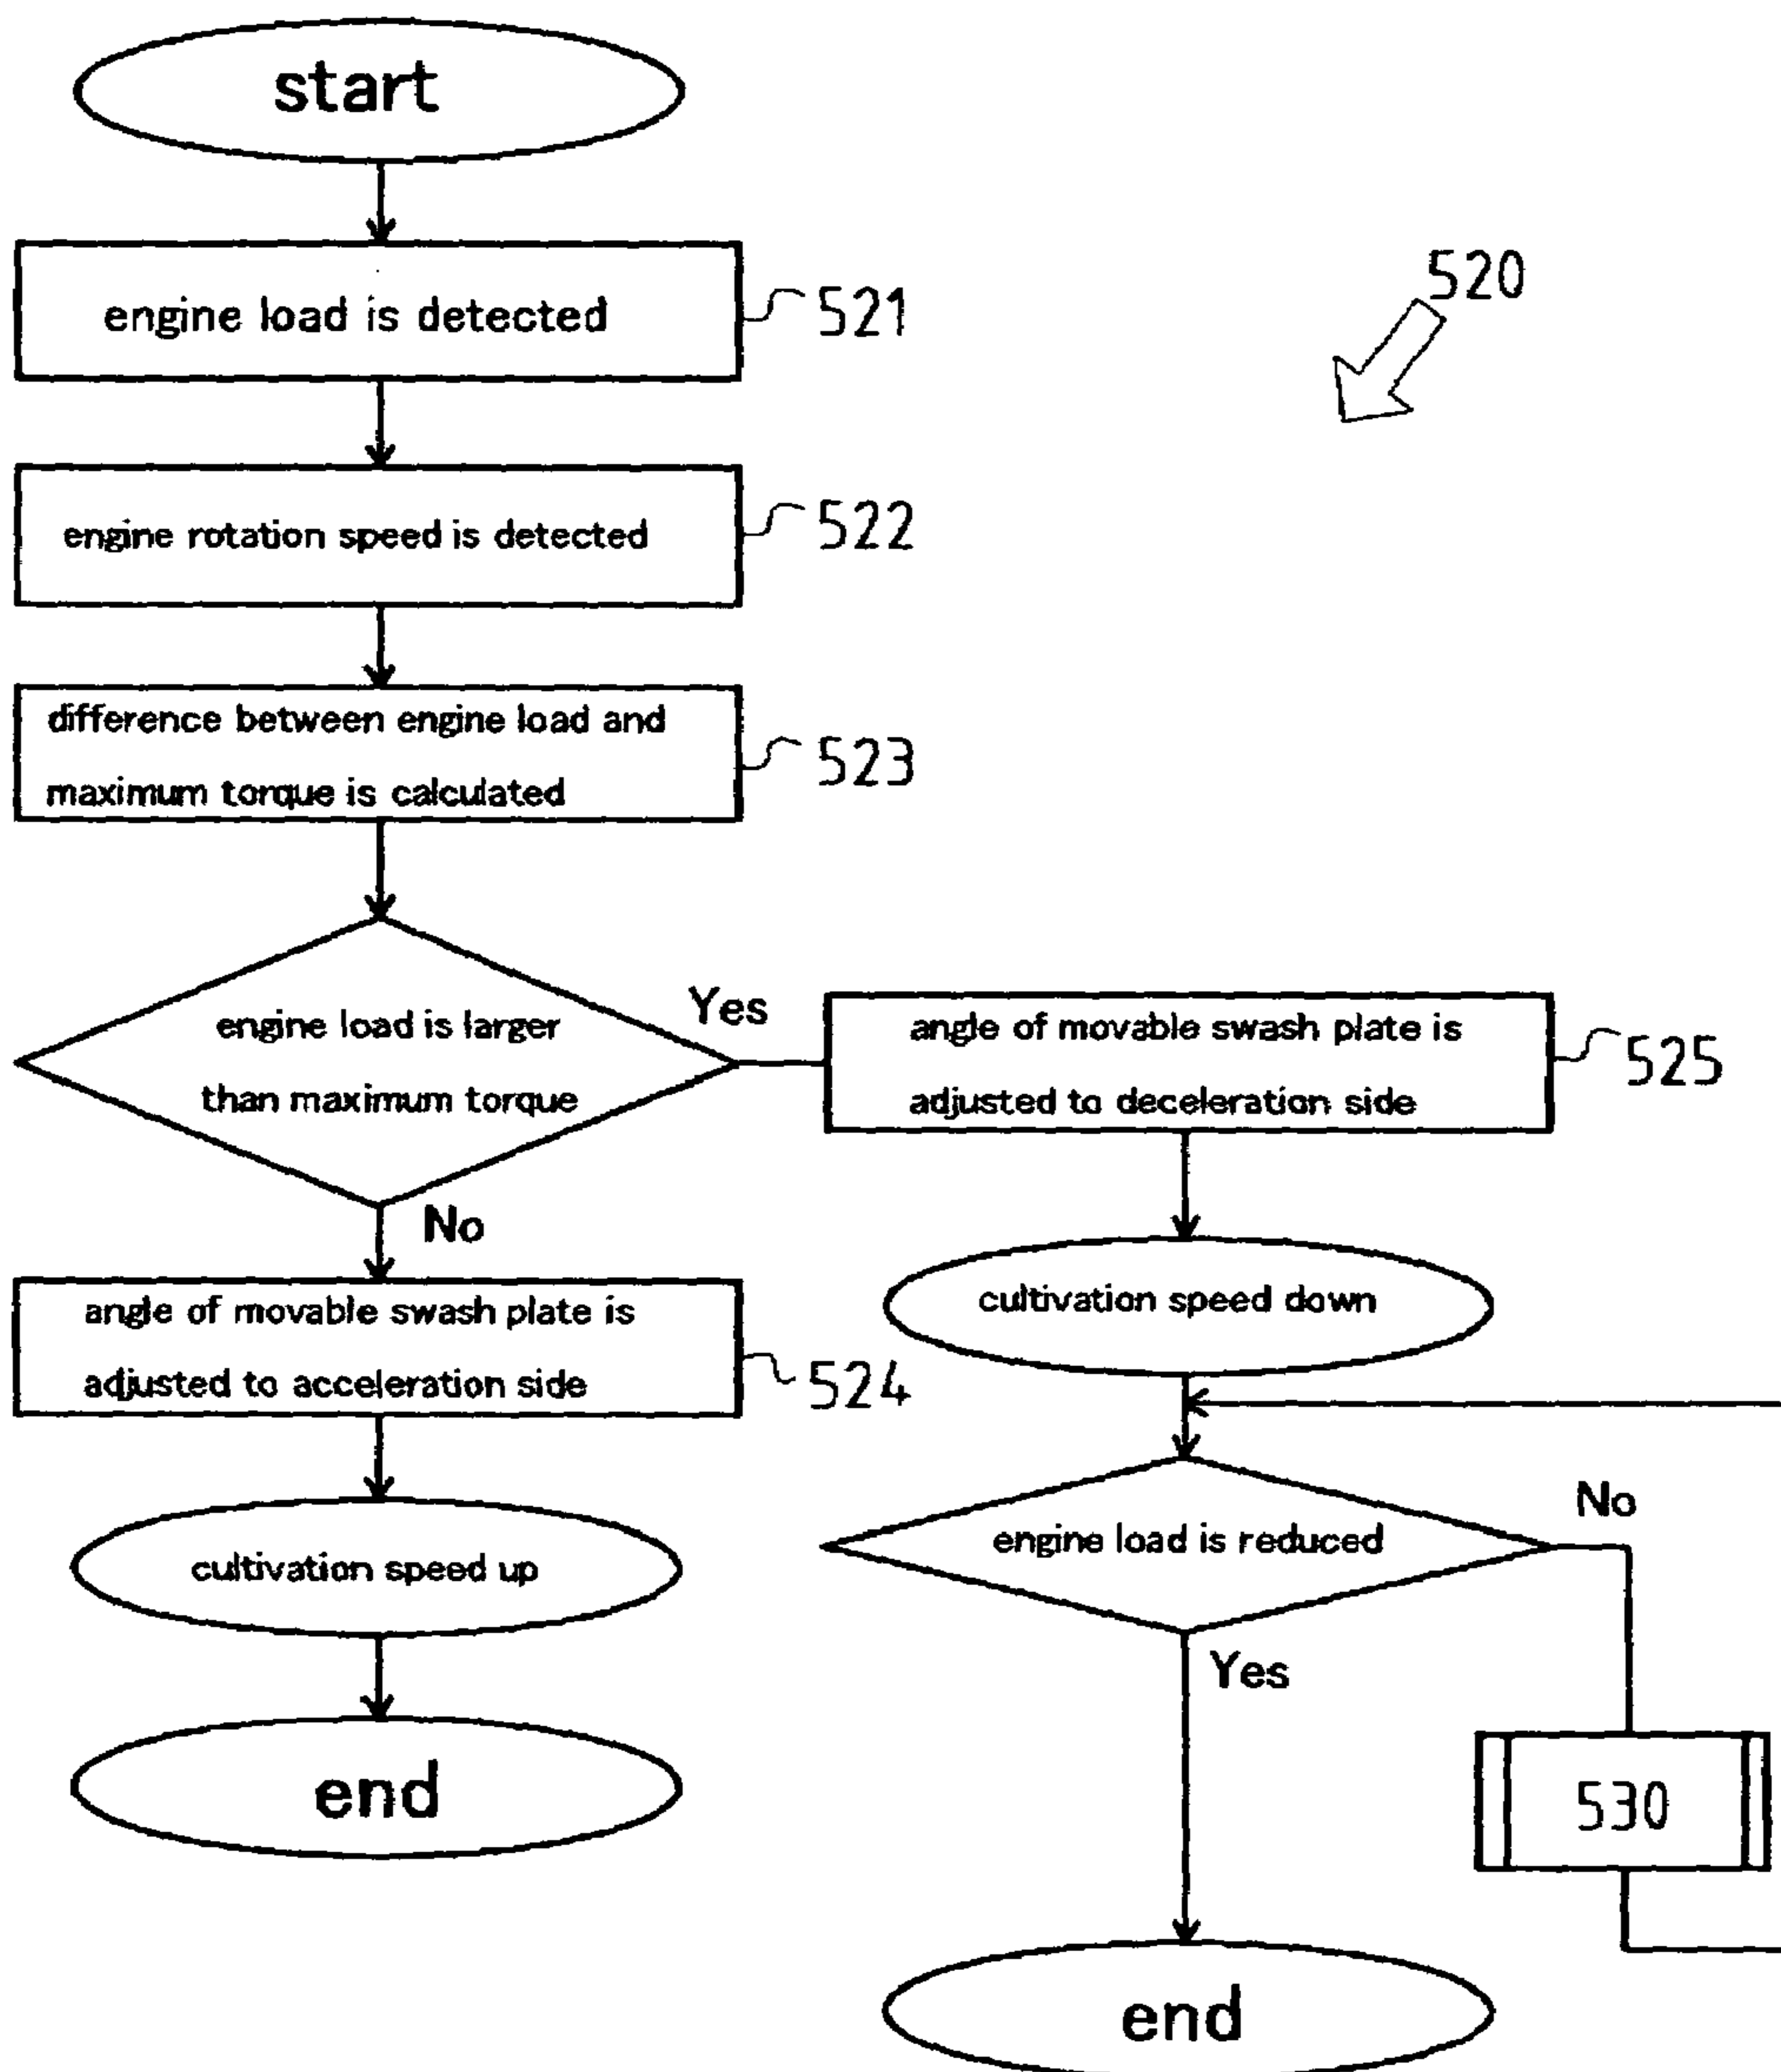 start
engine load is detected
521
520
engine rotation speed is detected
522
difference between engine load and
maximum torque is calculated
523
engine load is larger
than maximum torque
Yes
No
angle of movable swash plate is
adjusted to deceleration side
525
cultivation speed down
angle of movable swash plate is
adjusted to acceleration side
524
cultivation speed up
end
engine load is reduced
No
Yes
530
end